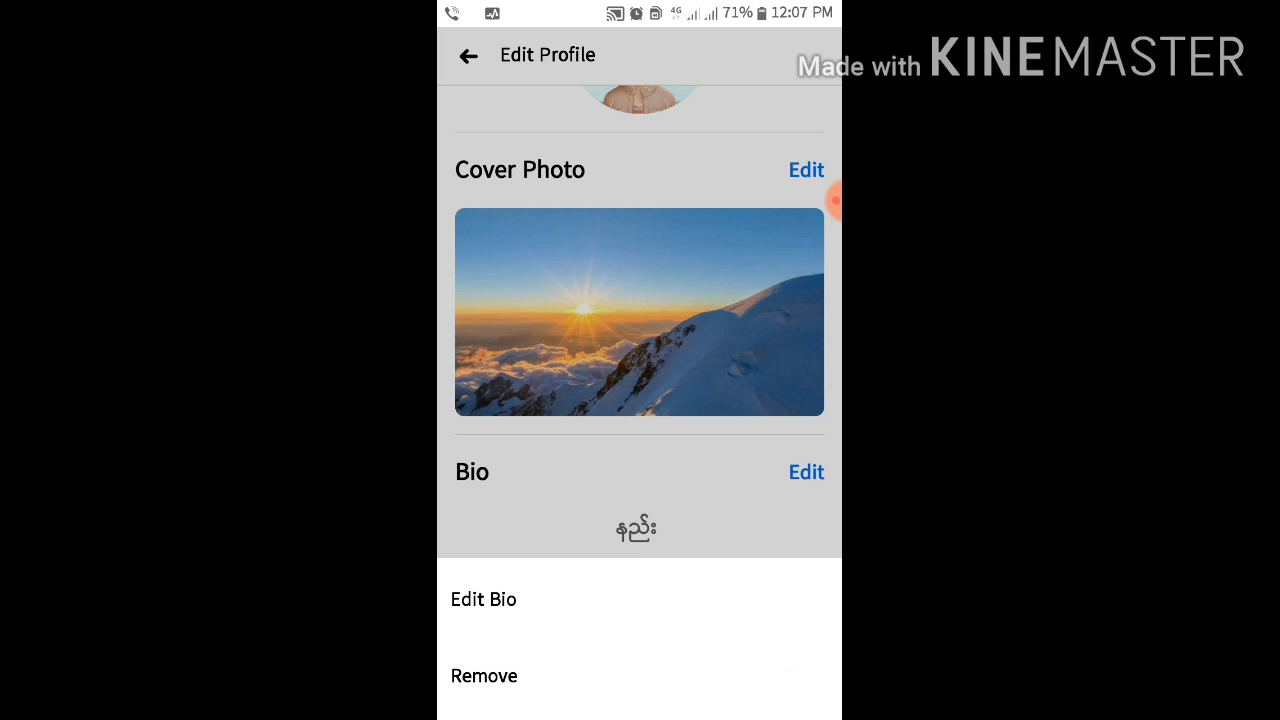 4G 71% 12:07 PM
Edit Profile
Made with KINEMASTER
Cover Photo Edit
Bio Edit
နည်း
Edit Bio
Remove